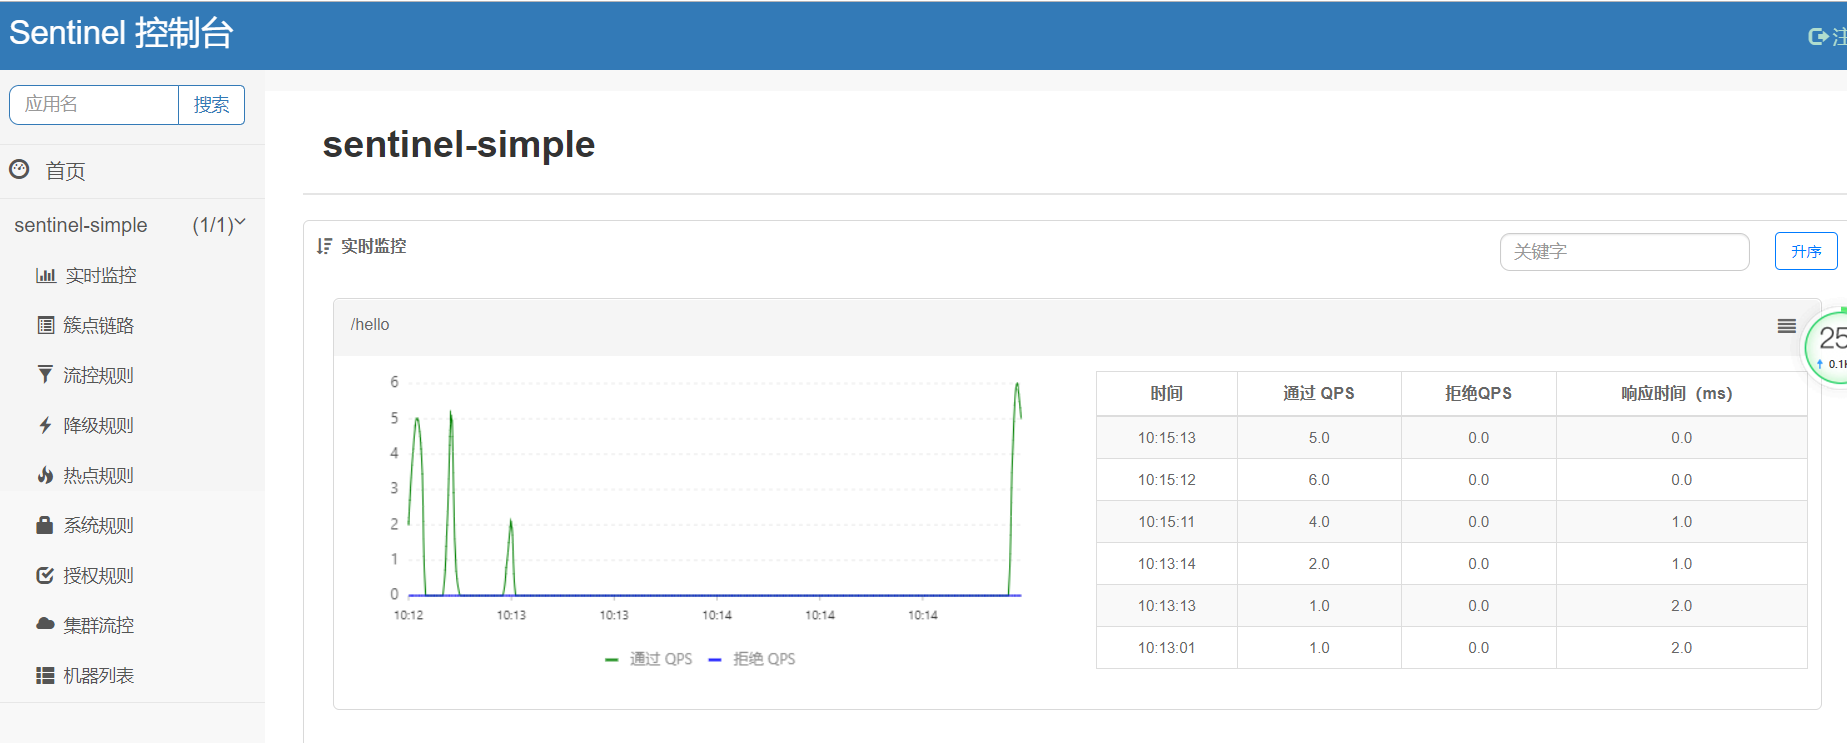 Sentinel 控制台
注
应用名 搜索
首页
sentinel-simple (1/1)
实时监控
簇点链路
流控规则
降级规则
热点规则
系统规则
授权规则
集群流控
机器列表
sentinel-simple
实时监控 关键字 升序
/hello
25
0.1
6
5
4
3
2
1
0
10:12 10:13 10:13 10:14 10:14 10:14
通过 QPS 拒绝 QPS
时间 通过 QPS 拒绝QPS 响应时间（ms）
10:15:13 5.0 0.0 0.0
10:15:12 6.0 0.0 0.0
10:15:11 4.0 0.0 1.0
10:13:14 2.0 0.0 1.0
10:13:13 1.0 0.0 2.0
10:13:01 1.0 0.0 2.0